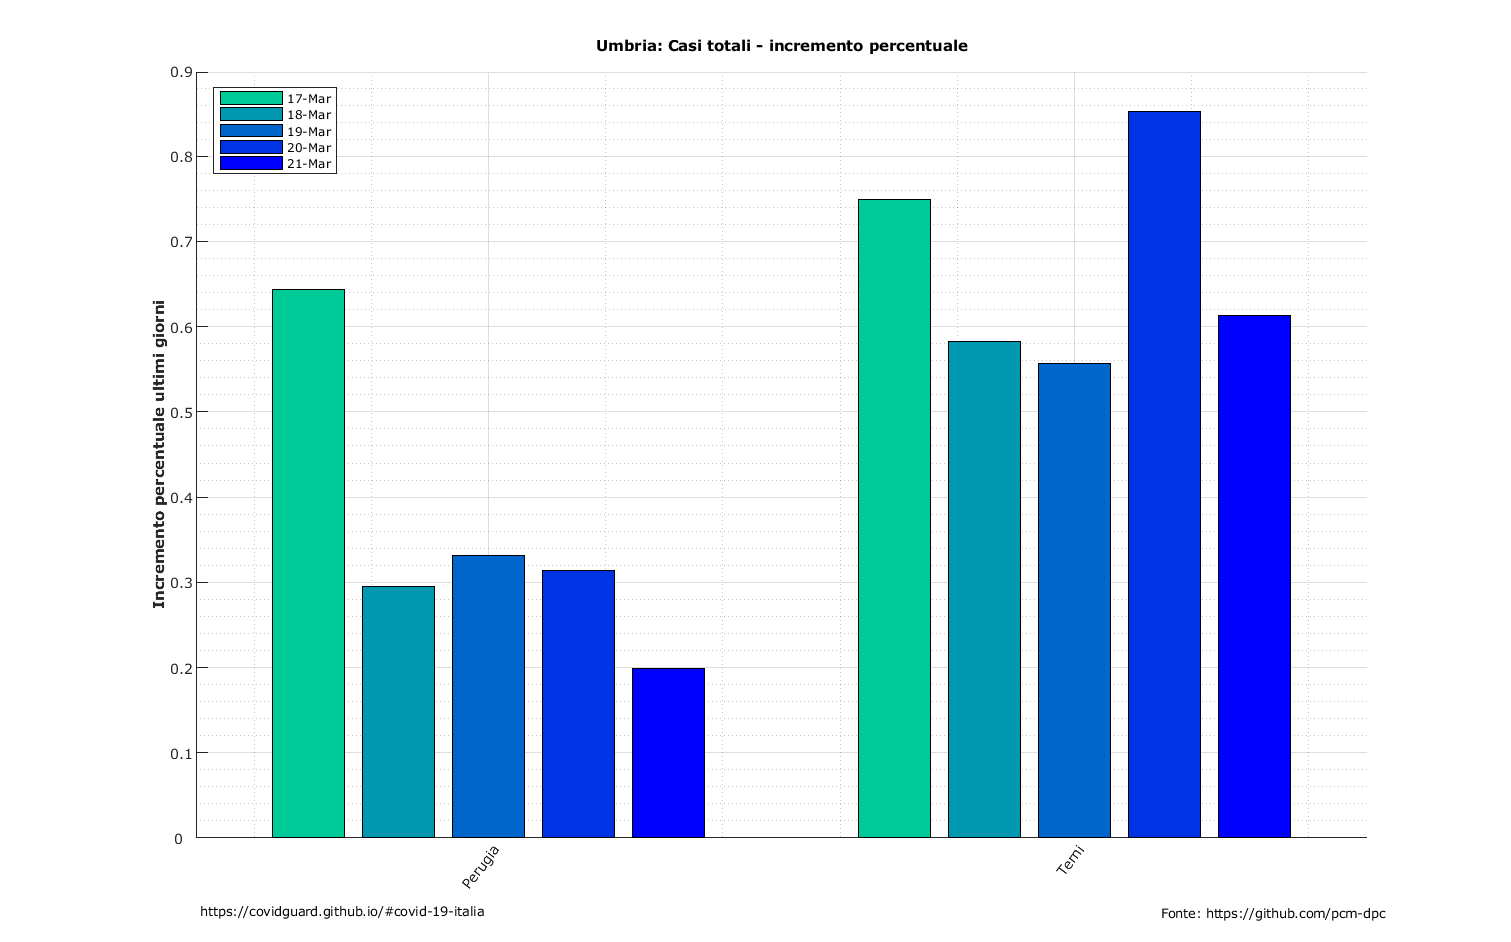 Umbria: Casi totali - incremento percentuale
0.9
0.8
0.7
0.6
0.5
0.4
0.3
0.2
0.1
0
Incremento percentuale ultimi giorni
17-Mar
18-Mar
19-Mar
20-Mar
21-Mar
Perugia
Terni
https://covidguard.github.io/#covid-19-italia
Fonte: https://github.com/pcm-dpc